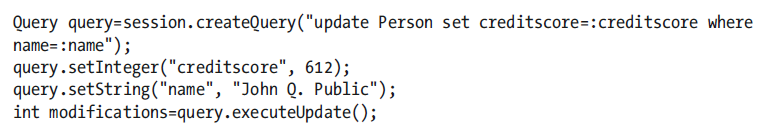 Query query=session.createQuery("update Person set creditscore=:creditscore where
name=:name");
query.setInteger("creditscore", 612);
query.setString("name", "John Q. Public");
int modifications=query.executeUpdate();